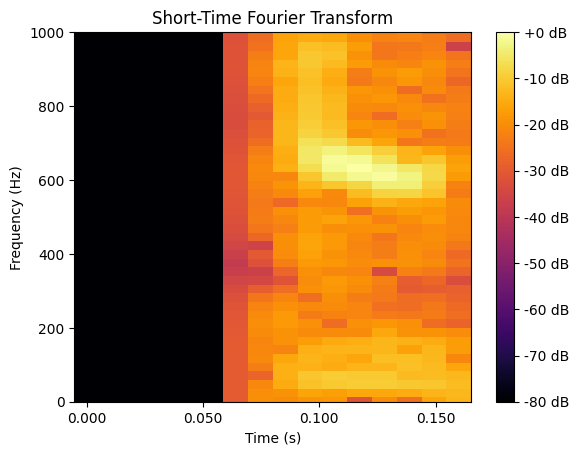 Short-Time Fourier Transform
1000
800
600
400
200
0
Frequency (Hz)
0.000
0.050
0.100
0.150
Time (s)
+0 dB
-10 dB
-20 dB
-30 dB
-40 dB
-50 dB
-60 dB
-70 dB
-80 dB